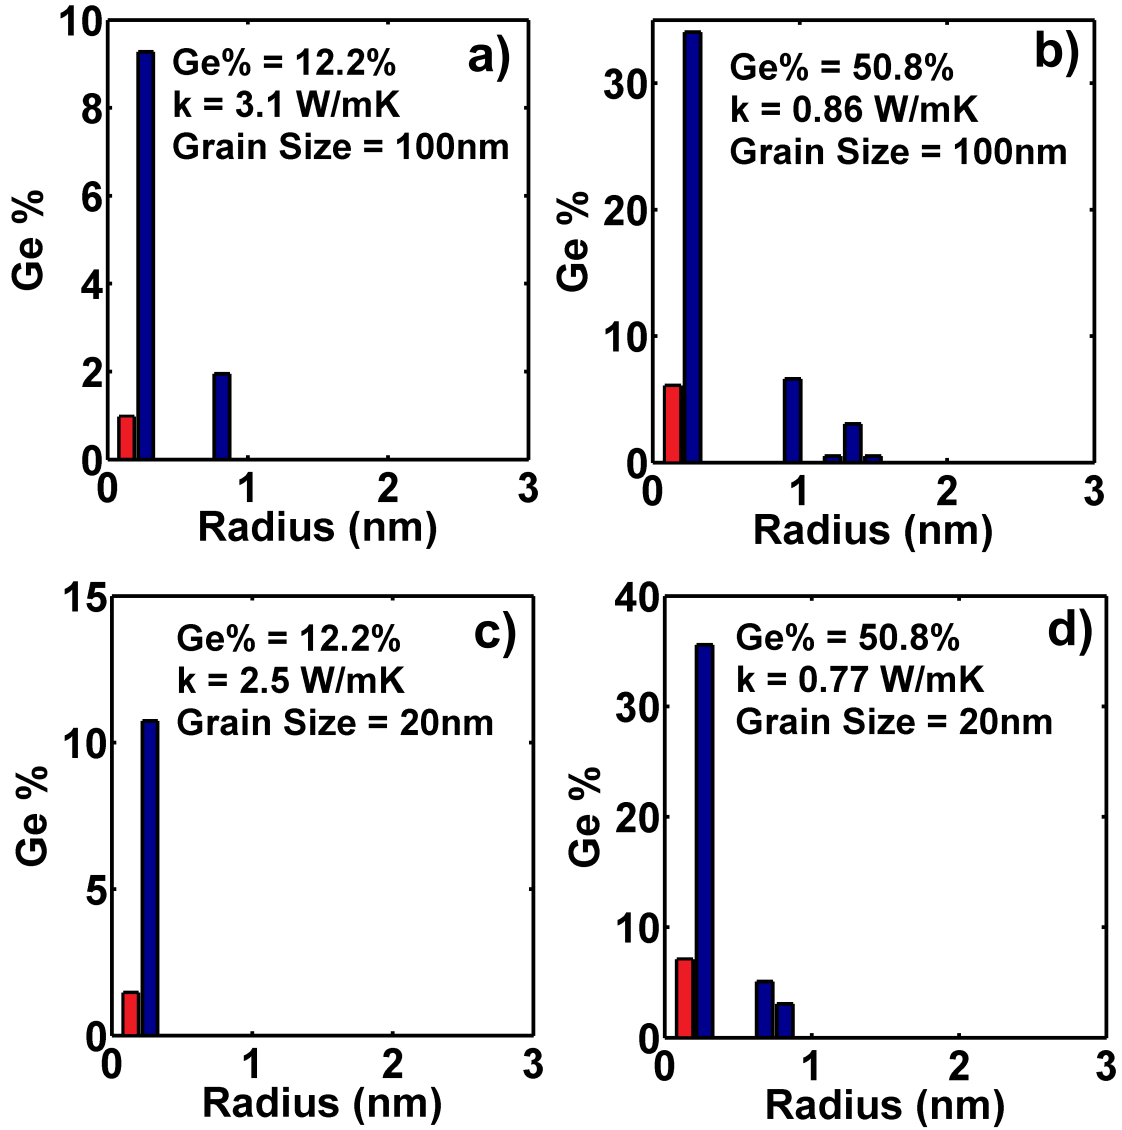 a)
Ge% = 12.2%
k = 3.1 W/mK
Grain Size = 100nm
Ge %
10
8
6
4
2
0
0 1 2 3
Radius (nm)
b)
Ge% = 50.8%
k = 0.86 W/mK
Grain Size = 100nm
Ge %
30
20
10
0
0 1 2 3
Radius (nm)
c)
Ge% = 12.2%
k = 2.5 W/mK
Grain Size = 20nm
Ge %
15
10
5
0
0 1 2 3
Radius (nm)
d)
Ge% = 50.8%
k = 0.77 W/mK
Grain Size = 20nm
Ge %
40
30
20
10
0
0 1 2 3
Radius (nm)